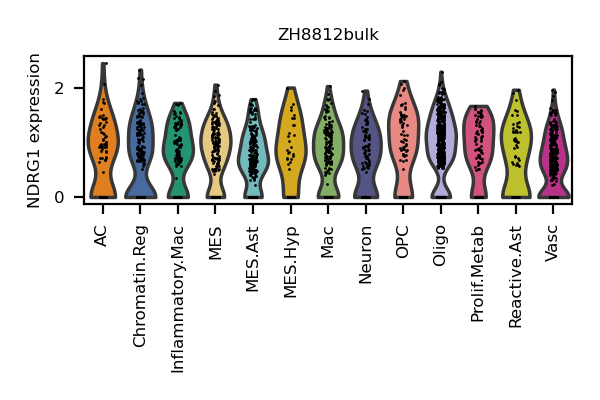 ZH8812bulk
NDRG1 expression
2
0
AC
Chromatin.Reg
Inflammatory.Mac
MES
MES.Ast
MES.Hyp
Mac
Neuron
OPC
Oligo
Prolif.Metab
Reactive.Ast
Vasc